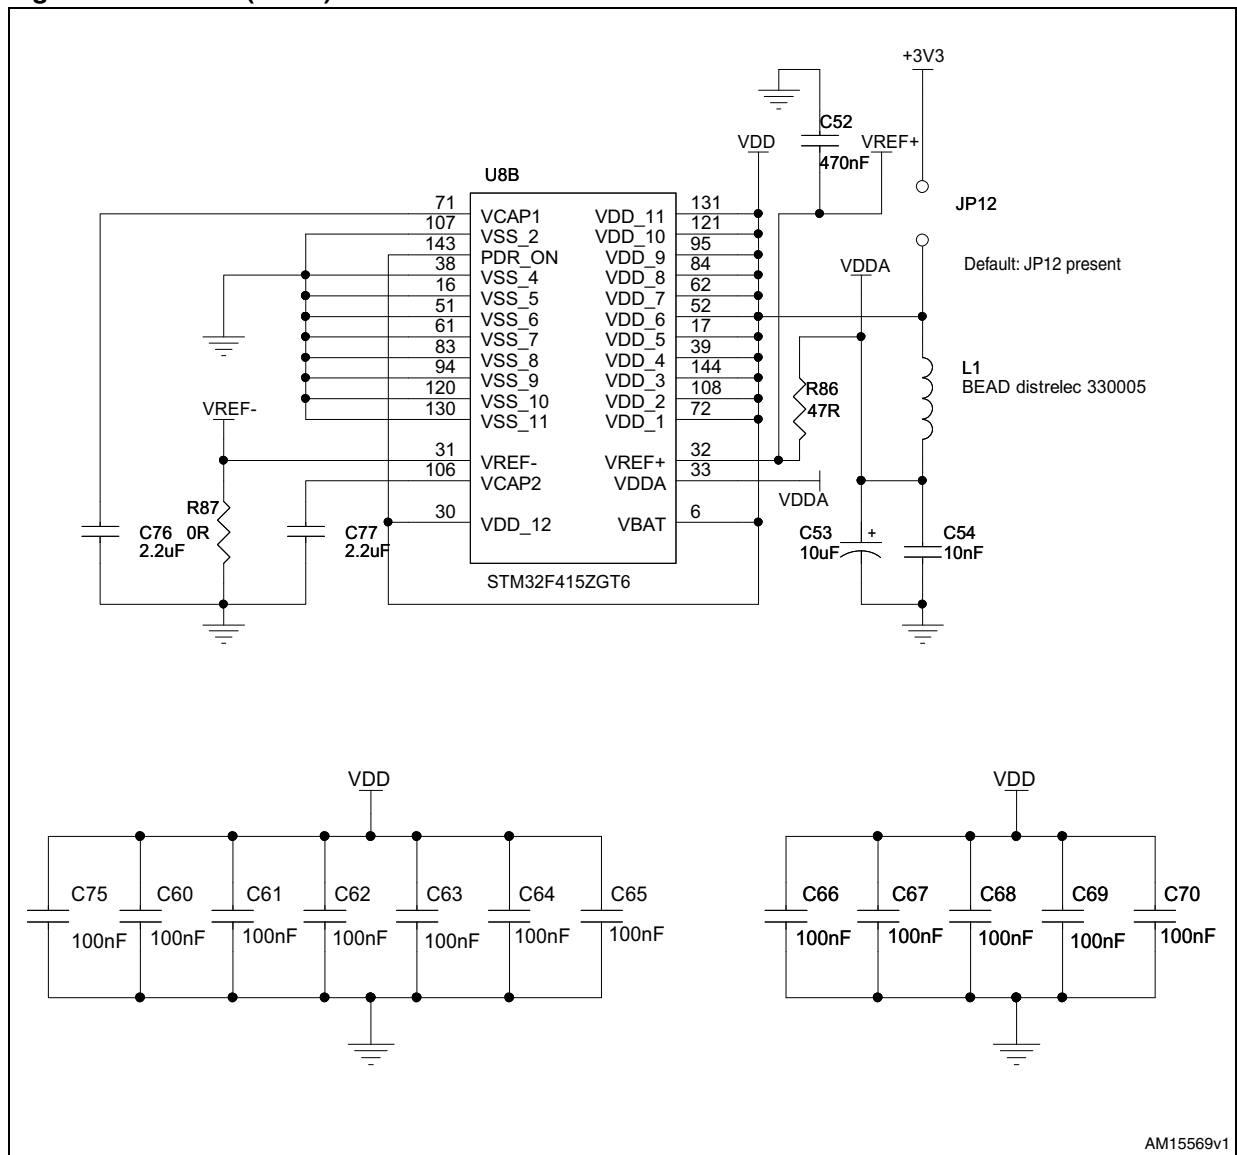 +3V3
C52
470nF
VDD
VREF+
U8B
JP12
Default: JP12 present
VDDA
71 VCAP1 VDD_11 131
107 VSS_2 VDD_10 121
143 PDR_ON VDD_9 95
38 VSS_4 VDD_8 84
16 VSS_5 VDD_7 62
51 VSS_6 VDD_6 52
61 VSS_7 VDD_5 17
83 VSS_8 VDD_4 39
94 VSS_9 VDD_3 144
120 VSS_10 VDD_2 108
130 VSS_11 VDD_1 72
31 VREF- VREF+ 32
106 VCAP2 VDDA 33
30 VDD_12 VBAT 6
STM32F415ZGT6
VREF-
R86
47R
L1
BEAD distrelec 330005
VDDA
R87
0R
C76
2.2uF
C77
2.2uF
C53
10uF
+
C54
10nF
VDD
VDD
C75 C60 C61 C62 C63 C64 C65
100nF 100nF 100nF 100nF 100nF 100nF 100nF
C66 C67 C68 C69 C70
100nF 100nF 100nF 100nF 100nF
AM15569v1